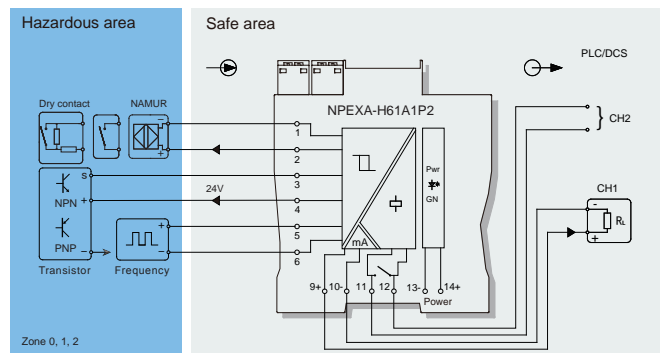 Hazardous area
Safe area
PLC/DCS
Dry contact
NAMUR
NPEXA-H61A1P2
−
+
1
2
CH2
S
NPN
+
PNP
−
Transistor
24V
3
4
+
−
Frequency
5
6
Pwr
GN
mA
CH1
-
RL
+
9+
10-
11
12
13-
14+
Power
Zone 0, 1, 2